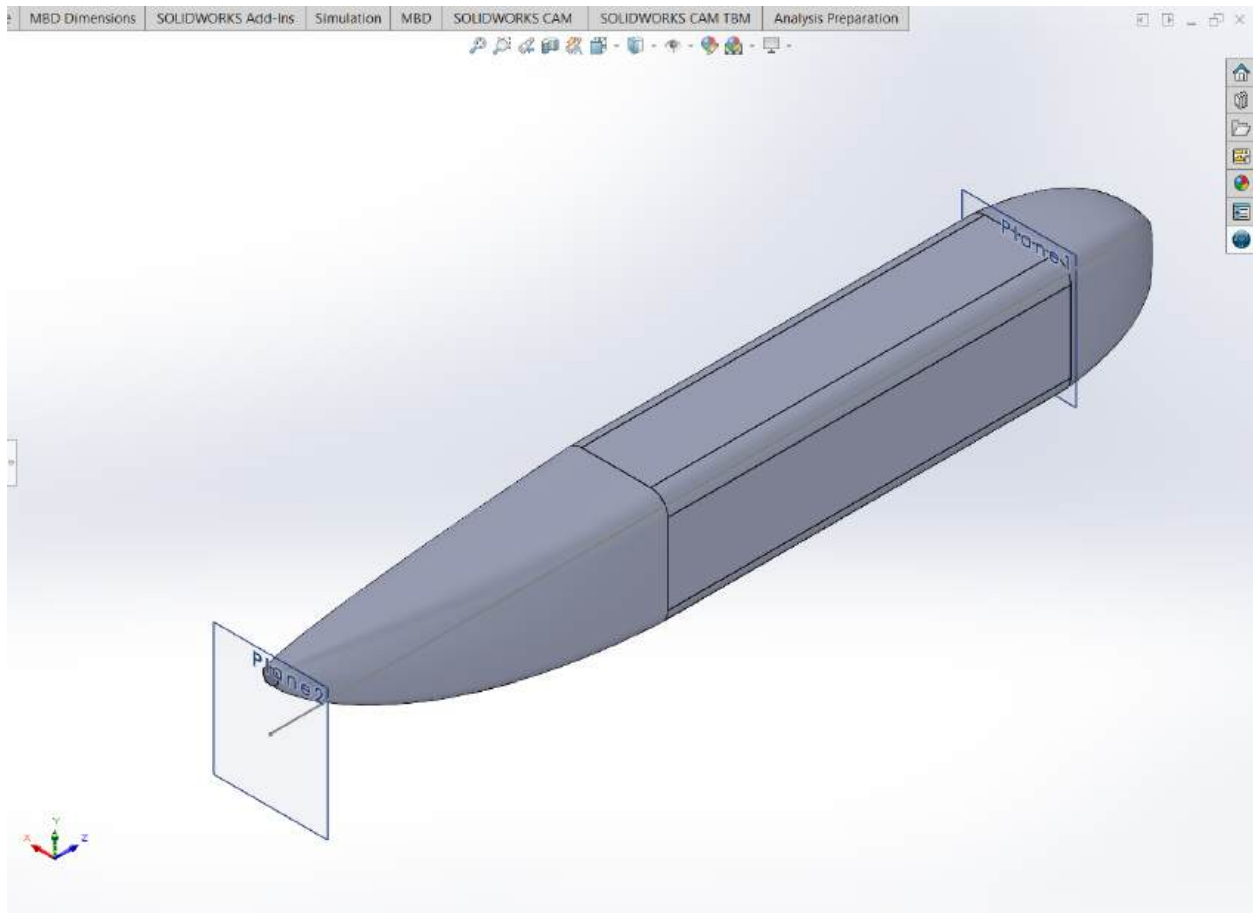 MBD Dimensions SOLIDWORKS Add-Ins Simulation MBD SOLIDWORKS CAM SOLIDWORKS CAM TBM Analysis Preparation
Plane1
Plane2
Y
X
Z